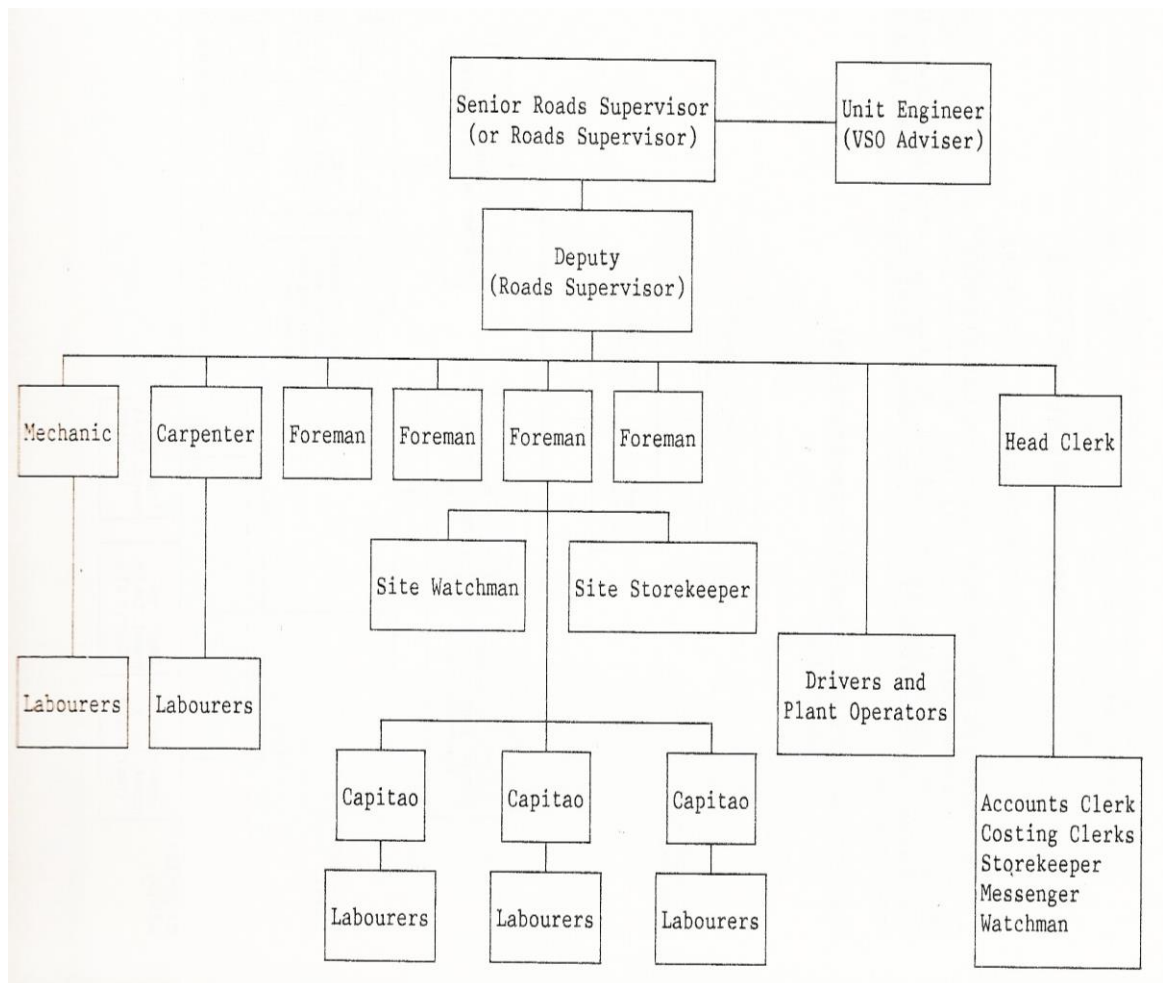 Senior Roads Supervisor
(or Roads Supervisor)
Unit Engineer
(VSO Adviser)
Deputy
(Roads Supervisor)
Mechanic
Carpenter
Foreman
Foreman
Foreman
Foreman
Head Clerk
Site Watchman
Site Storekeeper
Labourers
Labourers
Drivers and
Plant Operators
Capitao
Capitao
Capitao
Accounts Clerk
Costing Clerks
Storekeeper
Messenger
Watchman
Labourers
Labourers
Labourers